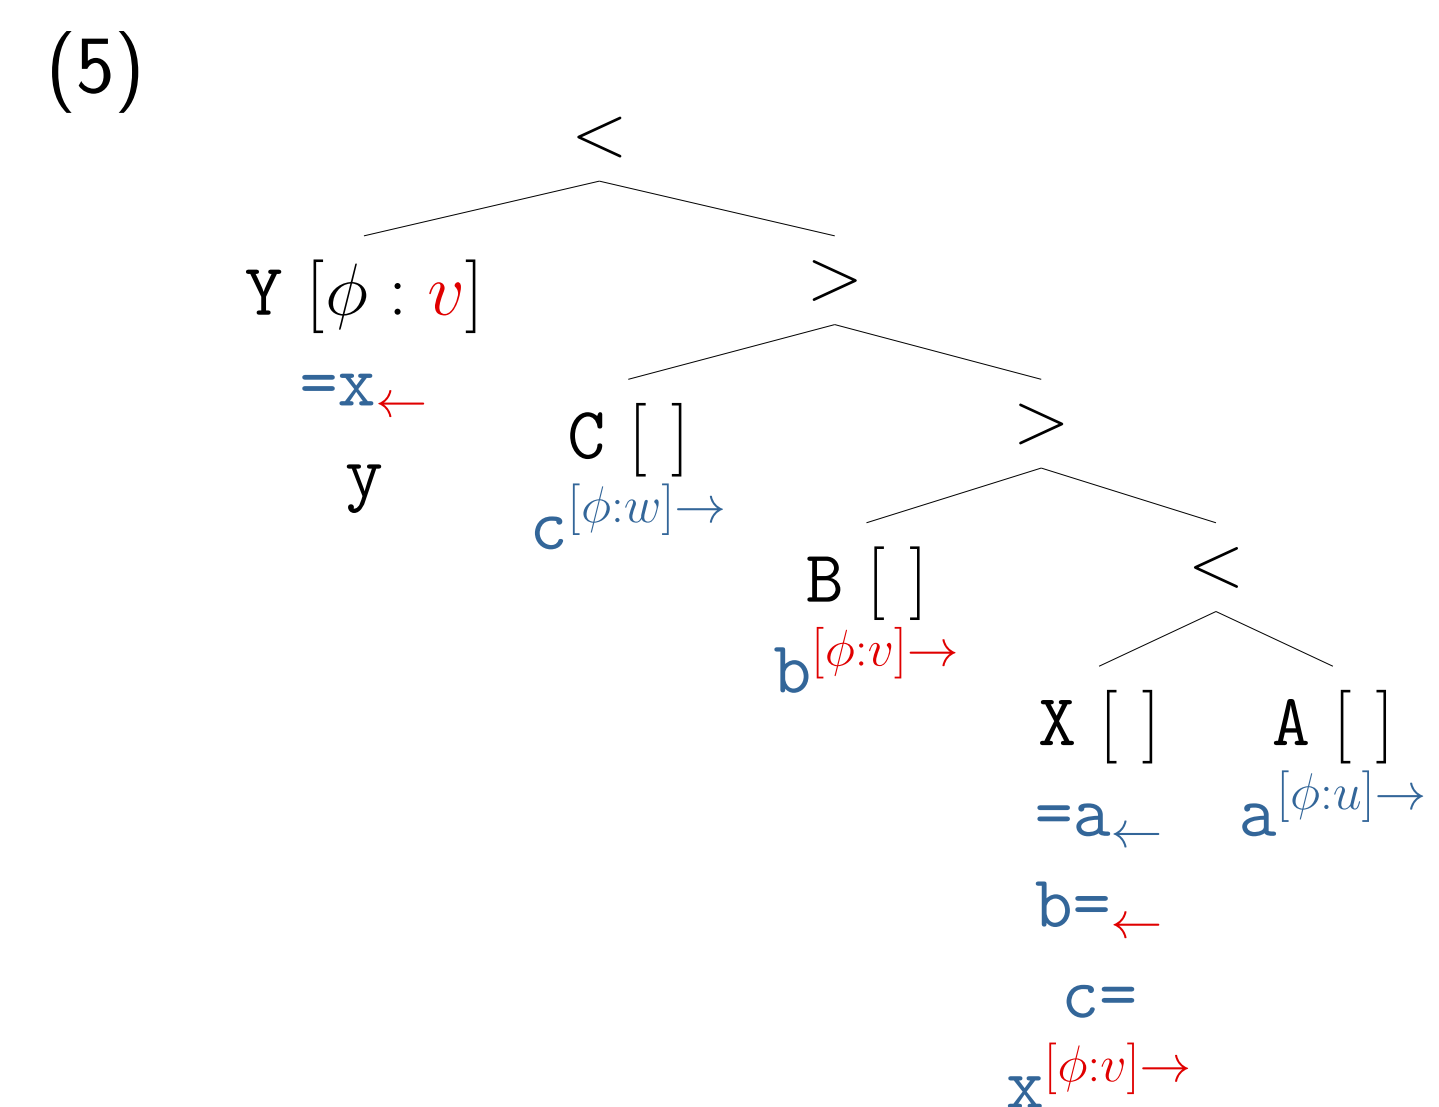 (5)
<
Y [ϕ : v]
>
=x←
C [ ]
>
y
c[ϕ:w]→
B [ ]
<
b[ϕ:v]→
X [ ] A [ ]
=a← a[ϕ:u]→
b=←
c=
x[ϕ:v]→